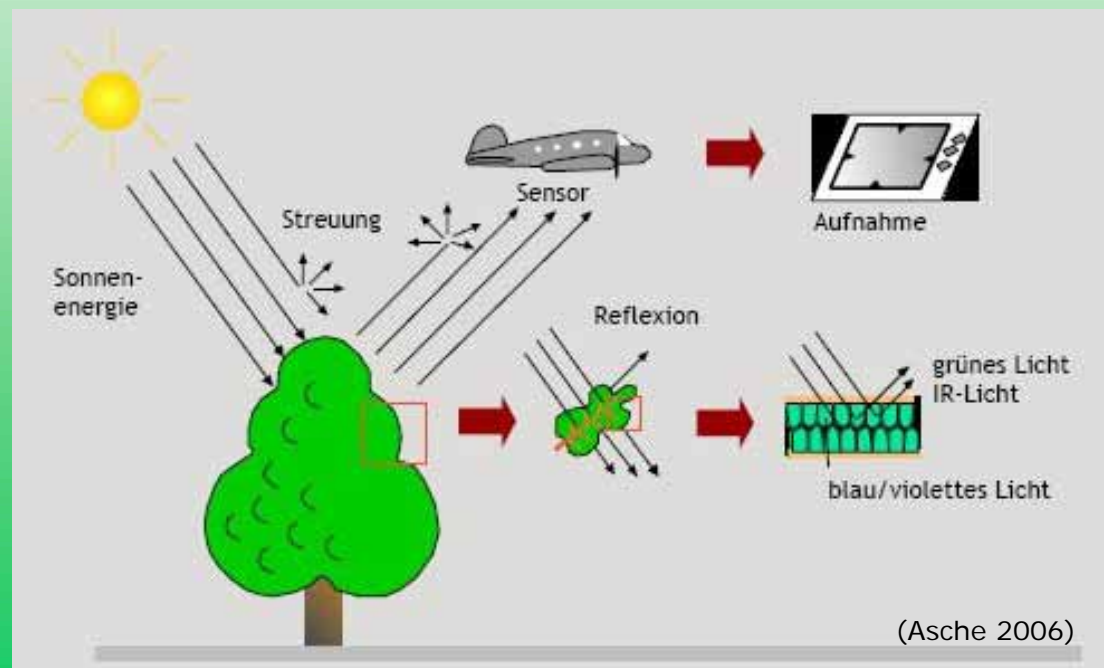 Sensor
Streuung
Aufnahme
Sonnen-
energie
Reflexion
grünes Licht
IR-Licht
blau/violettes Licht
(Asche 2006)